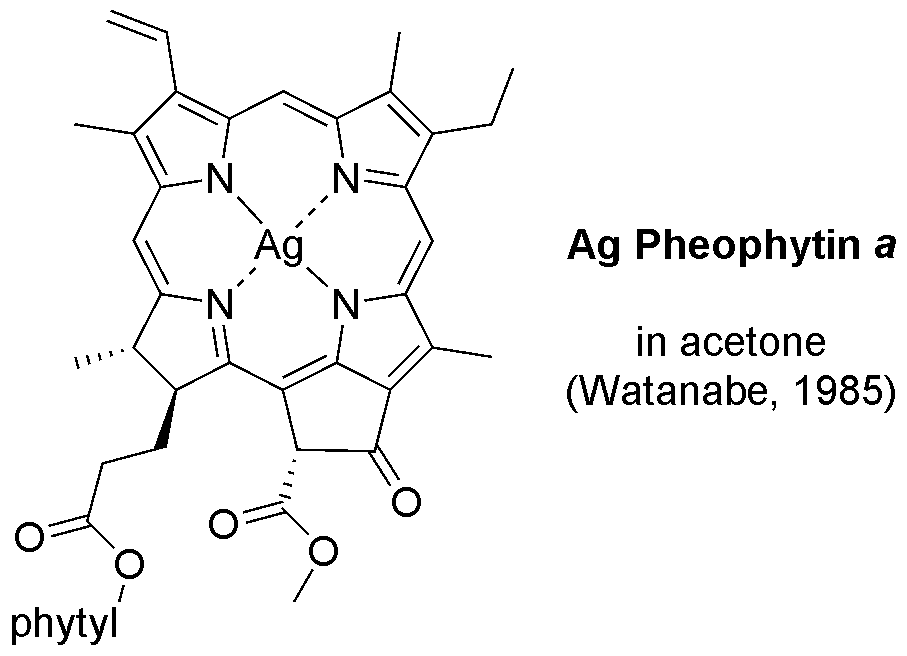 N
N
Ag
Ag Pheophytin a
N
N
in acetone
(Watanabe, 1985)
O
O
O
O
O
phytyl